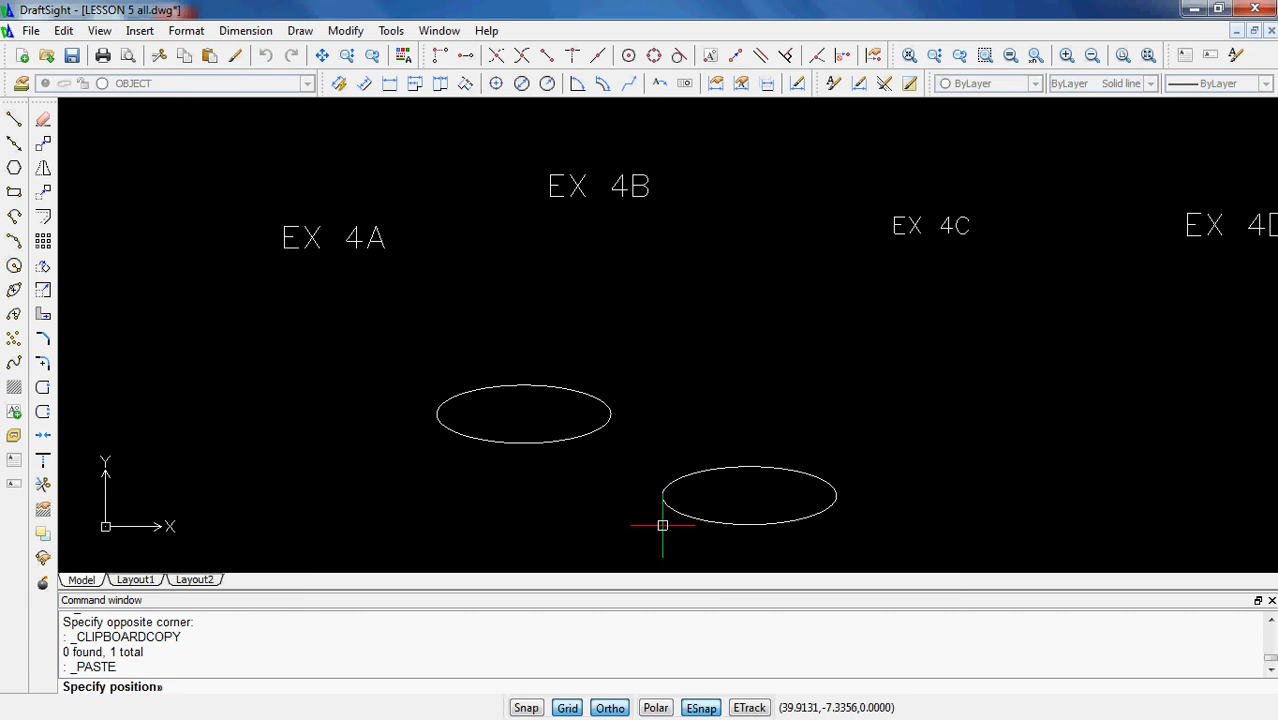 DraftSight - [LESSON 5 all.dwg*]
File Edit View Insert Format Dimension Draw Modify Tools Window Help
OBJECT ByLayer ByLayer Solid line ByLayer
EX 4B
EX 4A
EX 4C
EX 4D
Y
X
Model Layout1 Layout2
Command window
Specify opposite corner:
: _CLIPBOARDCOPY
0 found, 1 total
: _PASTE
Specify position»
Snap Grid Ortho Polar ESnap ETrack (39.9131,-7.3356,0.0000)